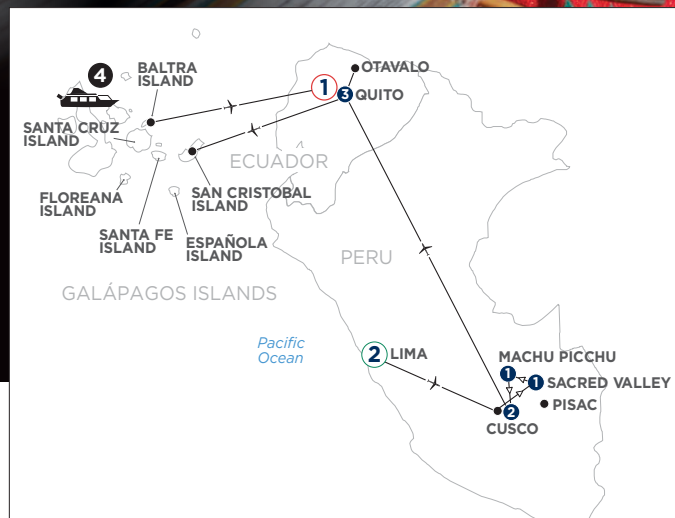 4
BALTRA
ISLAND
OTAVALO
1
3 QUITO
SANTA CRUZ
ISLAND
ECUADOR
FLOREANA
ISLAND
SAN CRISTOBAL
ISLAND
SANTA FE
ISLAND
ESPAÑOLA
ISLAND
PERU
GALÁPAGOS ISLANDS
Pacific
Ocean
2 LIMA
MACHU PICCHU
1
1 SACRED VALLEY
PISAC
2
CUSCO